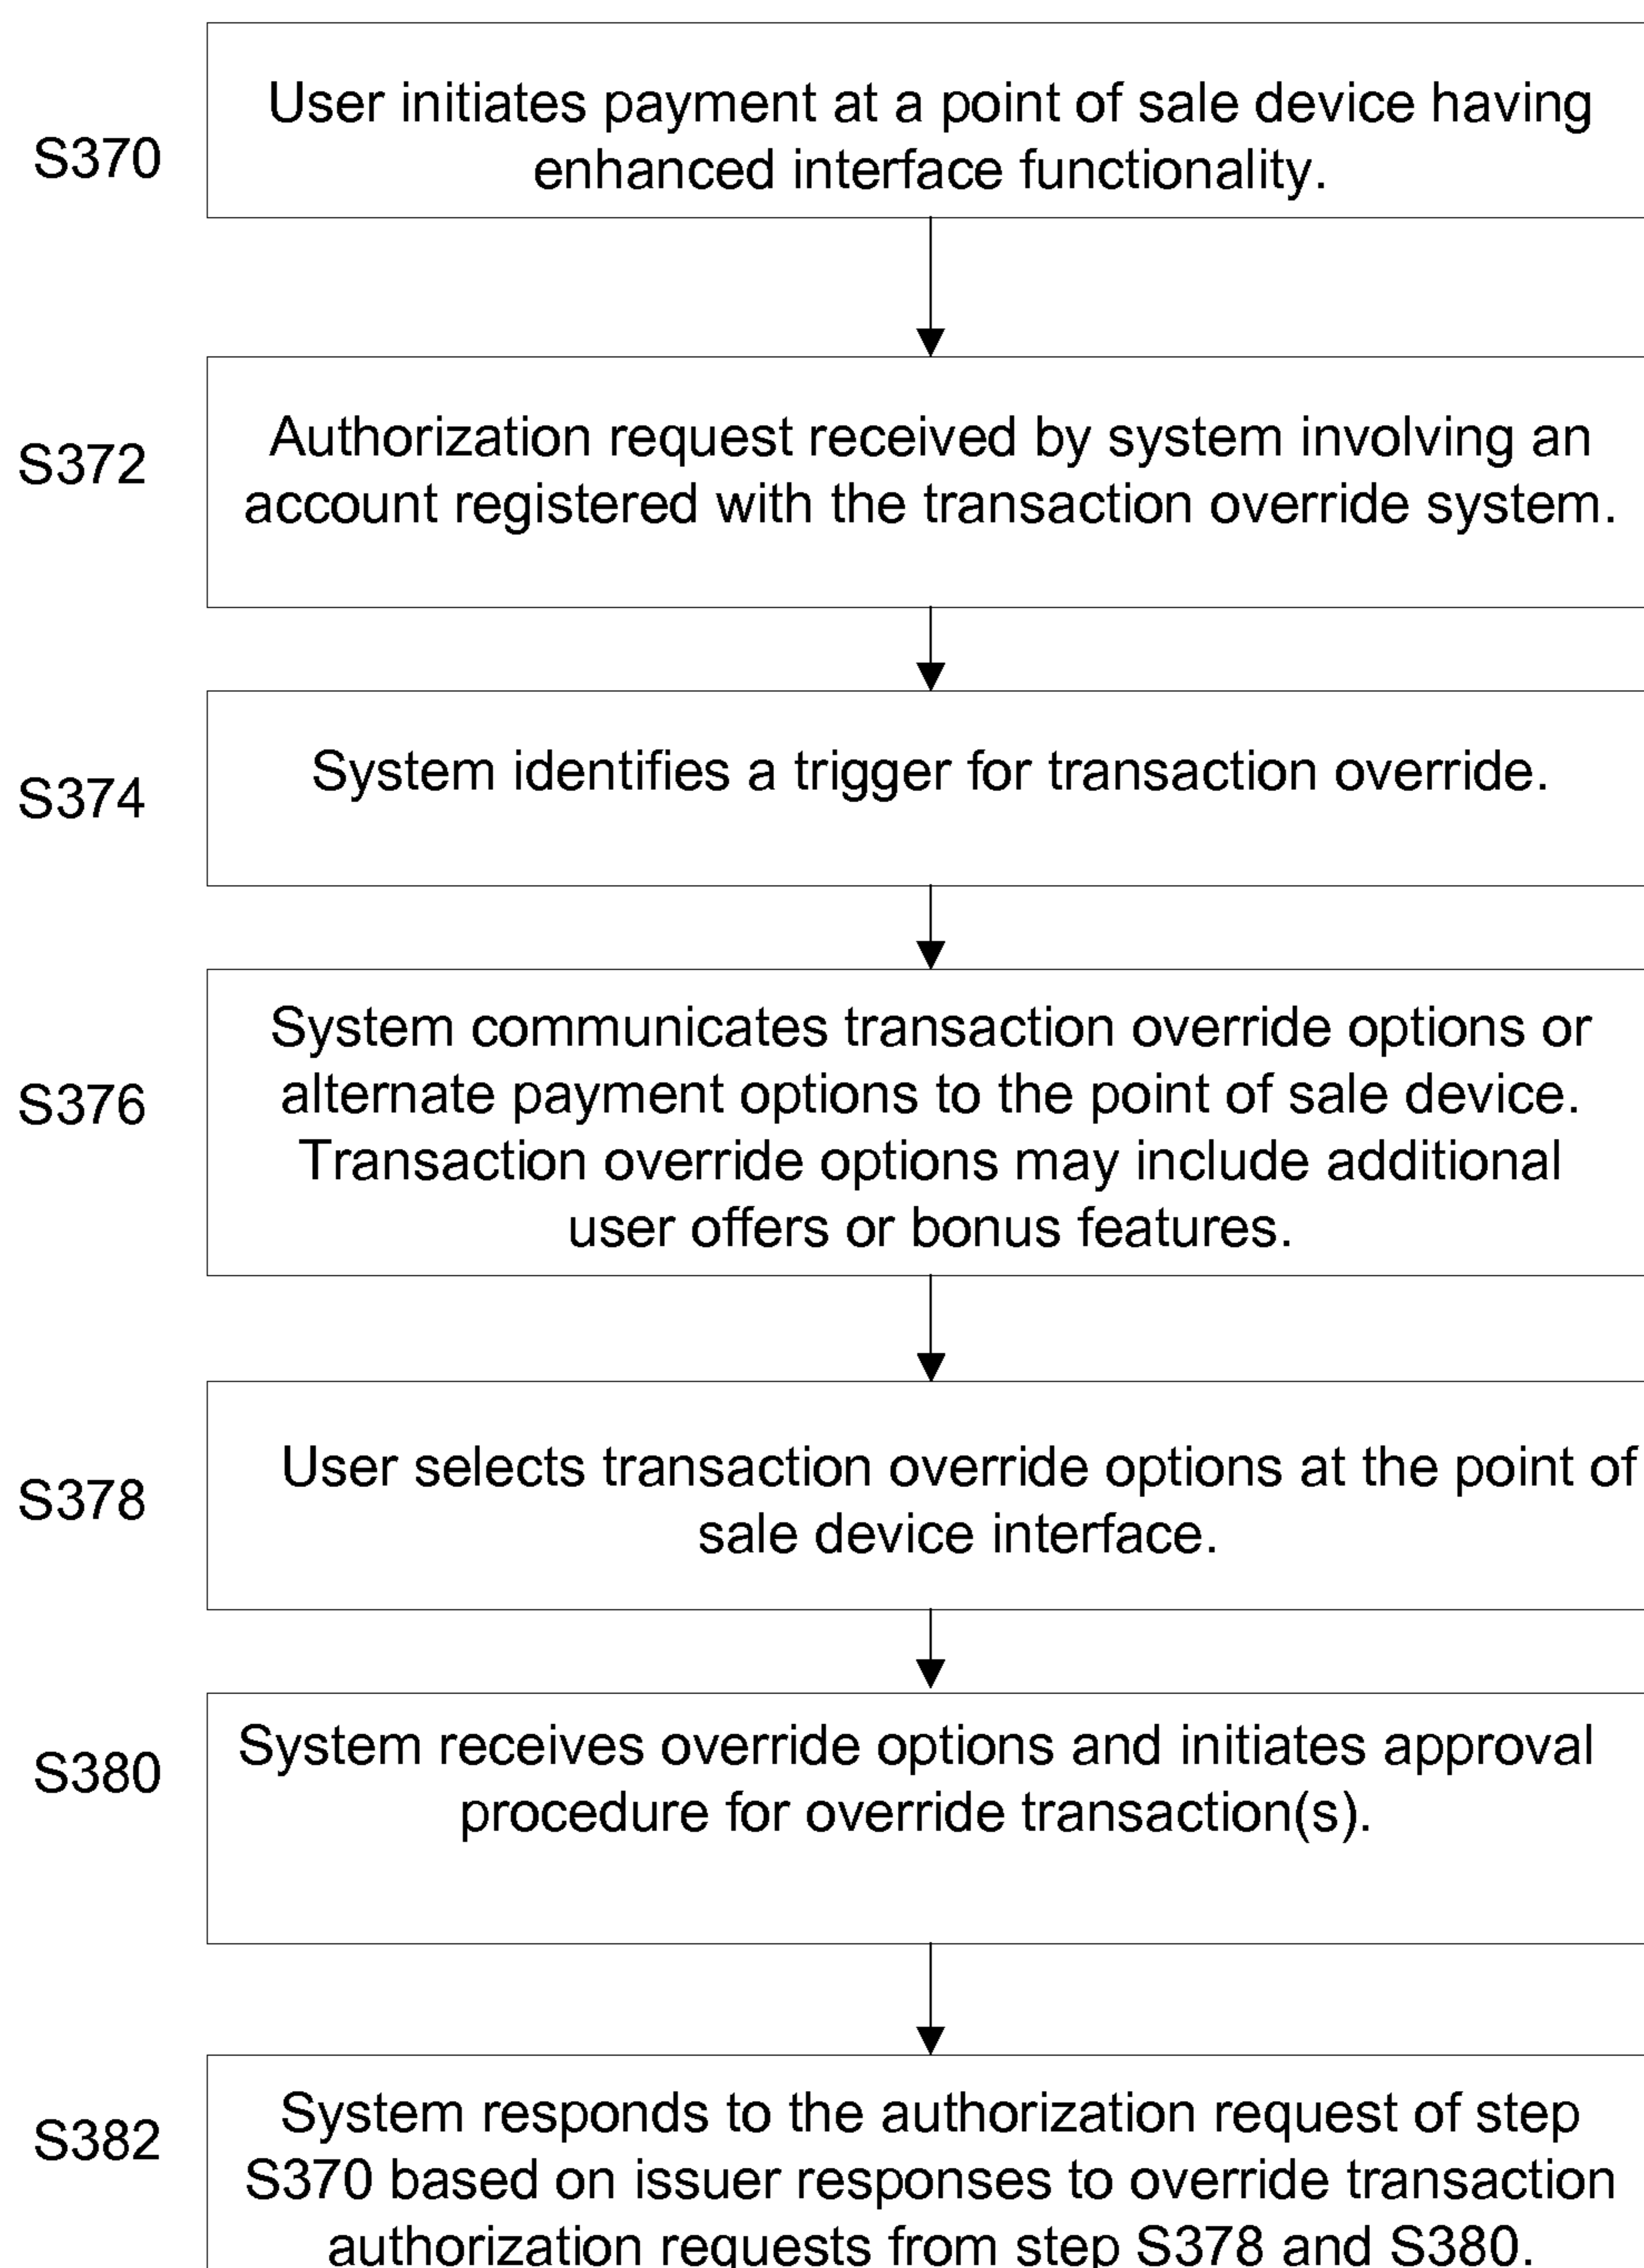 S370
User initiates payment at a point of sale device having
enhanced interface functionality.
S372
Authorization request received by system involving an
account registered with the transaction override system.
S374
System identifies a trigger for transaction override.
S376
System communicates transaction override options or
alternate payment options to the point of sale device.
Transaction override options may include additional
user offers or bonus features.
S378
User selects transaction override options at the point of
sale device interface.
S380
System receives override options and initiates approval
procedure for override transaction(s).
S382
System responds to the authorization request of step
S370 based on issuer responses to override transaction
authorization requests from step S378 and S380.